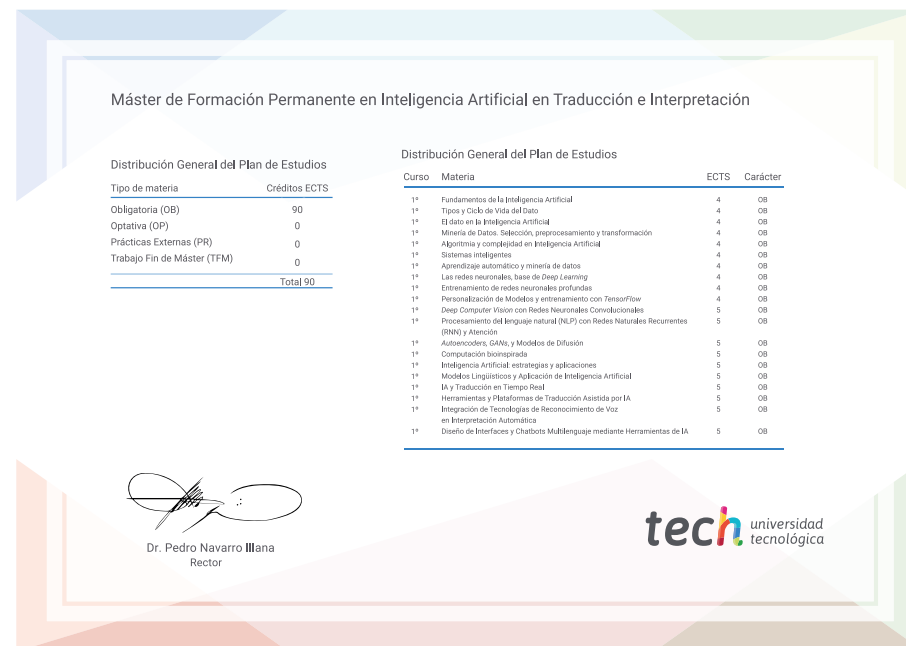 Máster de Formación Permanente en Inteligencia Artificial en Traducción e Interpretación
Distribución General del Plan de Estudios
Tipo de materia Créditos ECTS
Obligatoria (OB) 90
Optativa (OP) 0
Prácticas Externas (PR) 0
Trabajo Fin de Máster (TFM) 0
Total 90
Distribución General del Plan de Estudios
Curso Materia ECTS Carácter
1º Fundamentos de la Inteligencia Artificial 4 OB
1º Tipos y Ciclo de Vida del Dato 4 OB
1º El dato en la Inteligencia Artificial 4 OB
1º Minería de Datos. Selección, preprocesamiento y transformación 4 OB
1º Algoritmia y complejidad en Inteligencia Artificial 4 OB
1º Sistemas inteligentes 4 OB
1º Aprendizaje automático y minería de datos 4 OB
1º Las redes neuronales, base de Deep Learning 4 OB
1º Entrenamiento de redes neuronales profundas 4 OB
1º Personalización de Modelos y entrenamiento con TensorFlow 4 OB
1º Deep Computer Vision con Redes Neuronales Convolucionales 5 OB
1º Procesamiento del lenguaje natural (NLP) con Redes Naturales Recurrentes 5 OB
(RNN) y Atención
1º Autoencoders, GANs, y Modelos de Difusión 5 OB
1º Computación bioinspirada 5 OB
1º Inteligencia Artificial: estrategias y aplicaciones 5 OB
1º Modelos Lingüísticos y Aplicación de Inteligencia Artificial 5 OB
1º IA y Traducción en Tiempo Real 5 OB
1º Herramientas y Plataformas de Traducción Asistida por IA 5 OB
1º Integración de Tecnologías de Reconocimiento de Voz 5 OB
en Interpretación Automática
1º Diseño de Interfaces y Chatbots Multilenguaje mediante Herramientas de IA 5 OB
Dr. Pedro Navarro Illana
Rector
tech universidad
tecnológica